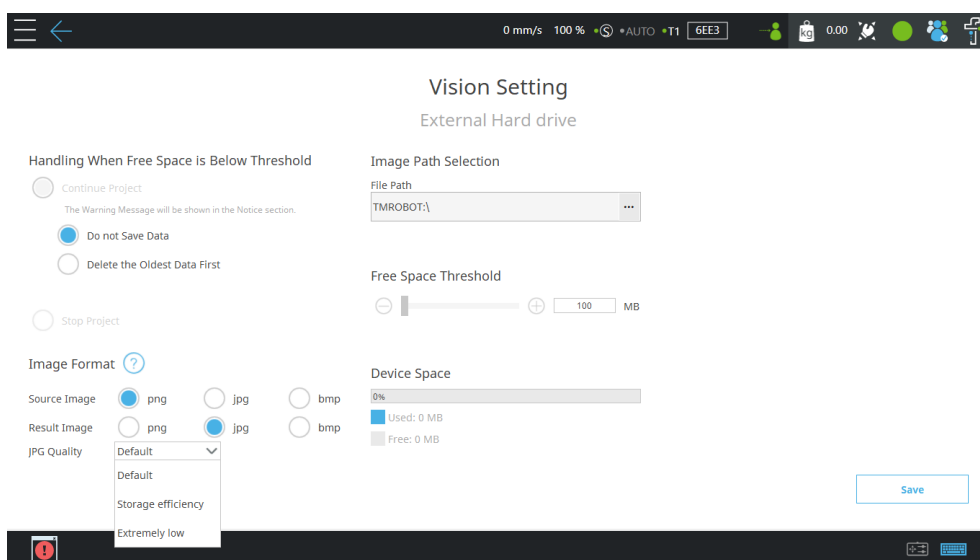 0 mm/s 100 % S AUTO T1 6EE3 kg 0.00
Vision Setting
External Hard drive
Handling When Free Space is Below Threshold
Continue Project
The Warning Message will be shown in the Notice section.
Do not Save Data
Delete the Oldest Data First
Stop Project
Image Format ?
Source Image png jpg bmp
Result Image png jpg bmp
JPG Quality Default
Default
Storage efficiency
Extremely low
Image Path Selection
File Path
TMROBOT:\ ...
Free Space Threshold
100 MB
Device Space
0%
Used: 0 MB
Free: 0 MB
Save